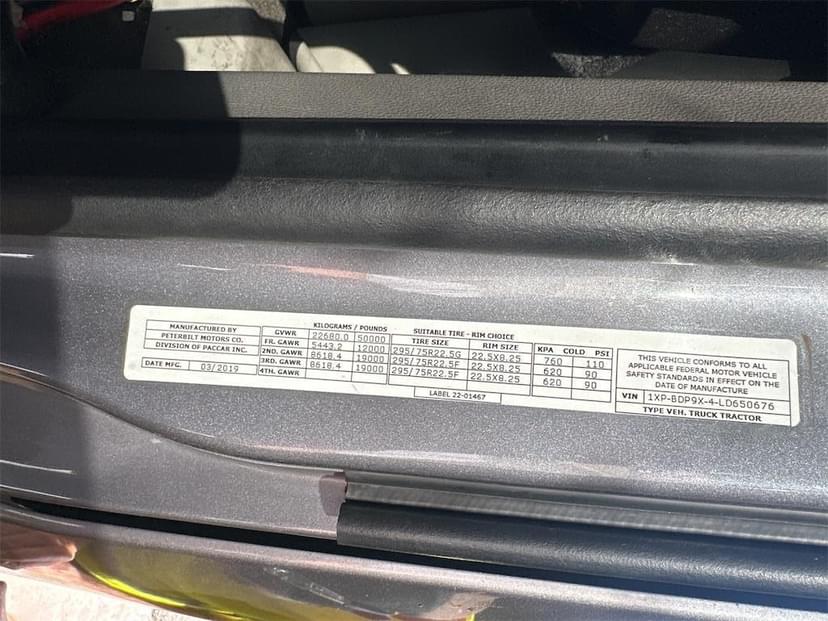 MANUFACTURED BY
PETERBILT MOTORS CO.
DIVISION OF PACCAR INC.
DATE MFG. 03/2019
KILOGRAMS / POUNDS
GVWR 22680.0 50000
FR. GAWR 5443.2 12000
2ND. GAWR 8618.4 19000
3RD. GAWR 8618.4 19000
4TH. GAWR
SUITABLE TIRE - RIM CHOICE
TIRE SIZE RIM SIZE
295/75R22.5G 22.5X8.25
295/75R22.5F 22.5X8.25
295/75R22.5F 22.5X8.25
KPA COLD PSI
760 110
620 90
620 90
LABEL 22-01467
THIS VEHICLE CONFORMS TO ALL
APPLICABLE FEDERAL MOTOR VEHICLE
SAFETY STANDARDS IN EFFECT ON THE
DATE OF MANUFACTURE
VIN 1XP-BDP9X-4-LD650676
TYPE VEH. TRUCK TRACTOR